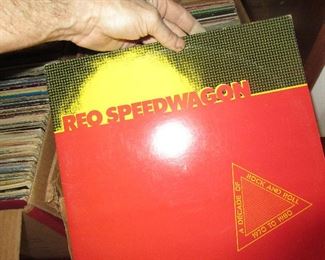 REO SPEEDWAGON
A DECADE OF
ROCK AND ROLL
1970 TO 1980